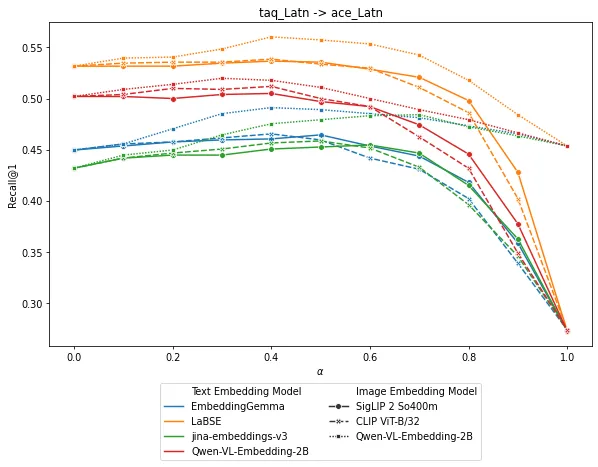 taq_Latn -> ace_Latn
Recall@1
0.55
0.50
0.45
0.40
0.35
0.30
0.0
0.2
0.4
0.6
0.8
1.0
α
Text Embedding Model
EmbeddingGemma
LaBSE
jina-embeddings-v3
Qwen-VL-Embedding-2B
Image Embedding Model
SigLIP 2 So400m
CLIP ViT-B/32
Qwen-VL-Embedding-2B